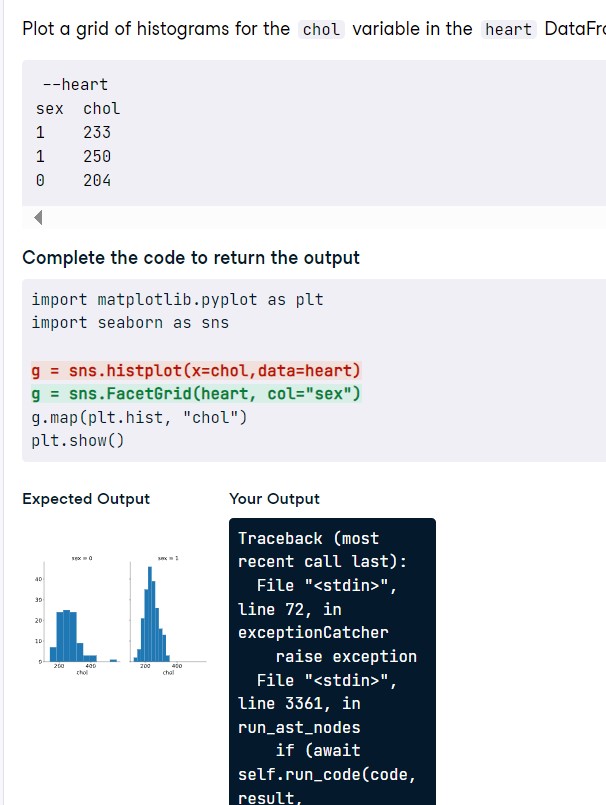 Plot a grid of histograms for the chol variable in the heart DataFra
--heart
sex chol
1 233
1 250
0 204
Complete the code to return the output
import matplotlib.pyplot as plt
import seaborn as sns
g = sns.histplot(x=chol,data=heart)
g = sns.FacetGrid(heart, col="sex")
g.map(plt.hist, "chol")
plt.show()
Expected Output
Your Output
sex = 0
sex = 1
40
30
20
10
0
200
400
200
400
chol
chol
Traceback (most
recent call last):
File "<stdin>",
line 72, in
exceptionCatcher
raise exception
File "<stdin>",
line 3361, in
run_ast_nodes
if (await
self.run_code(code,
result,